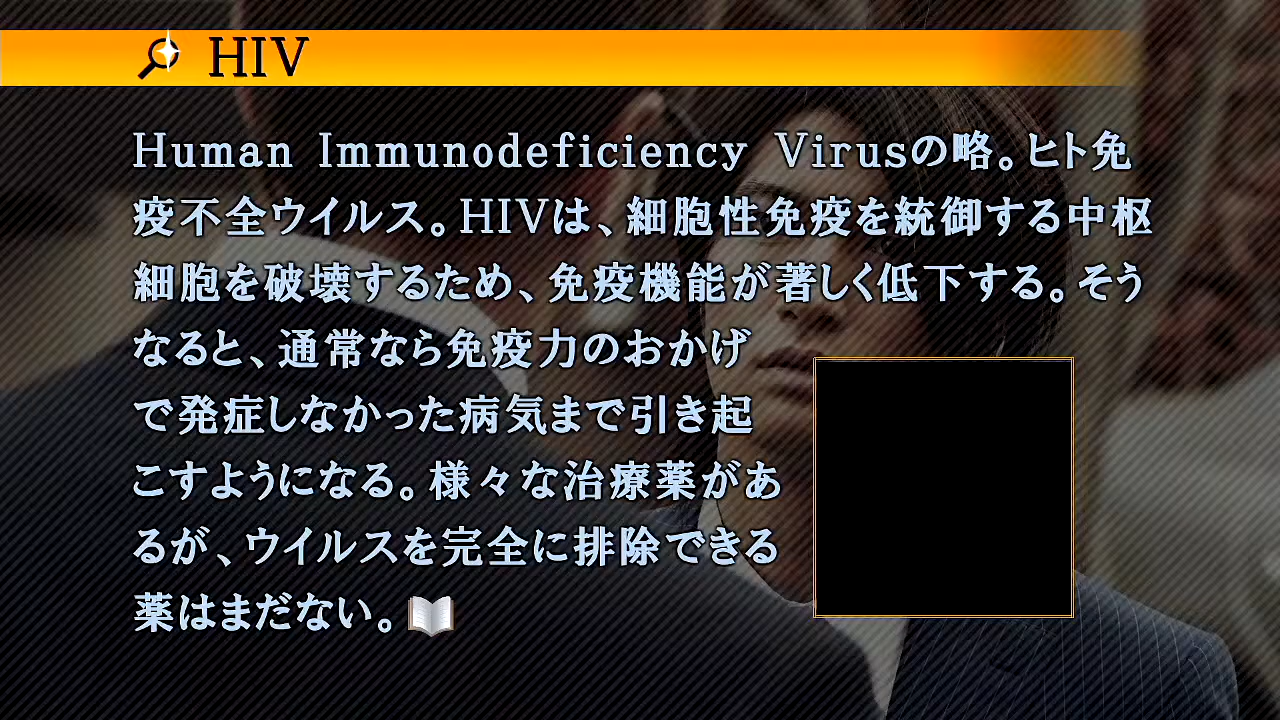 HIV
Human Immunodeficiency Virusの略。ヒト免
疫不全ウイルス。HIVは、細胞性免疫を統御する中枢
細胞を破壊するため、免疫機能が著しく低下する。そう
なると、通常なら免疫力のおかげ
で発症しなかった病気まで引き起
こすようになる。様々な治療薬があ
るが、ウイルスを完全に排除できる
薬はまだない。